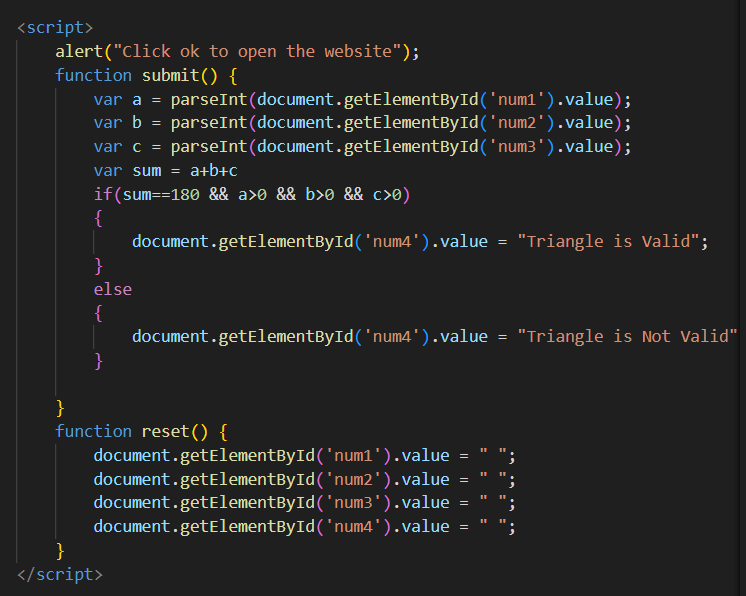 <script>
alert("Click ok to open the website");
function submit() {
var a = parseInt(document.getElementById('num1').value);
var b = parseInt(document.getElementById('num2').value);
var c = parseInt(document.getElementById('num3').value);
var sum = a+b+c
if(sum==180 && a>0 && b>0 && c>0)
{
document.getElementById('num4').value = "Triangle is Valid";
}
else
{
document.getElementById('num4').value = "Triangle is Not Valid"
}
}
function reset() {
document.getElementById('num1').value = " ";
document.getElementById('num2').value = " ";
document.getElementById('num3').value = " ";
document.getElementById('num4').value = " ";
}
</script>